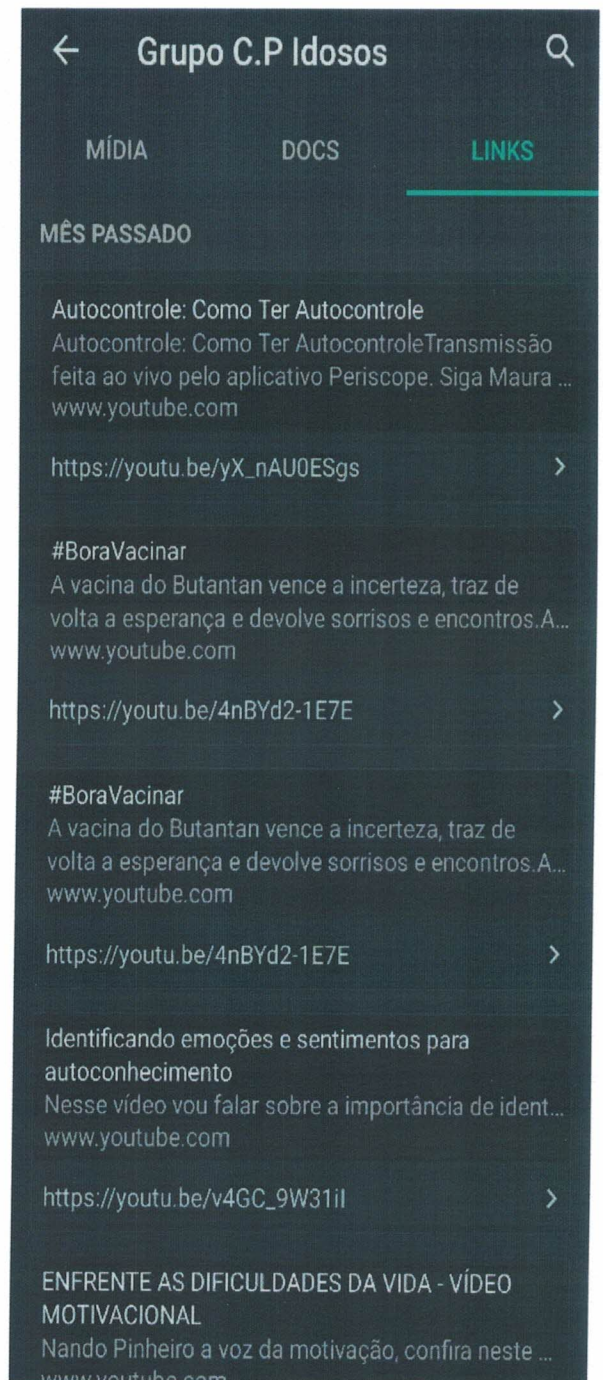 Grupo C.P Idosos
MÍDIA DOCS LINKS
MÊS PASSADO
Autocontrole: Como Ter Autocontrole
Autocontrole: Como Ter AutocontroleTransmissão
feita ao vivo pelo aplicativo Periscope. Siga Maura ...
www.youtube.com
https://youtu.be/yX_nAU0ESgs
#BoraVacinar
A vacina do Butantan vence a incerteza, traz de
volta a esperança e devolve sorrisos e encontros.A...
www.youtube.com
https://youtu.be/4nBYd2-1E7E
#BoraVacinar
A vacina do Butantan vence a incerteza, traz de
volta a esperança e devolve sorrisos e encontros.A...
www.youtube.com
https://youtu.be/4nBYd2-1E7E
Identificando emoções e sentimentos para
autoconhecimento
Nesse vídeo vou falar sobre a importância de ident...
www.youtube.com
https://youtu.be/v4GC_9W31iI
ENFRENTE AS DIFICULDADES DA VIDA - VÍDEO
MOTIVACIONAL
Nando Pinheiro a voz da motivação, confira neste ...
www.youtube.com